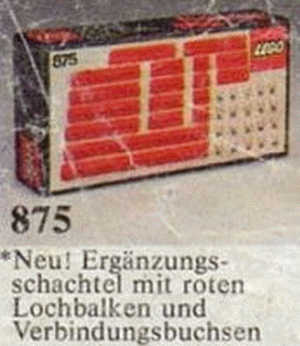 875
LEGO
875
*Neu! Ergänzungs-
schachtel mit roten
Lochbalken und
Verbindungsbuchsen